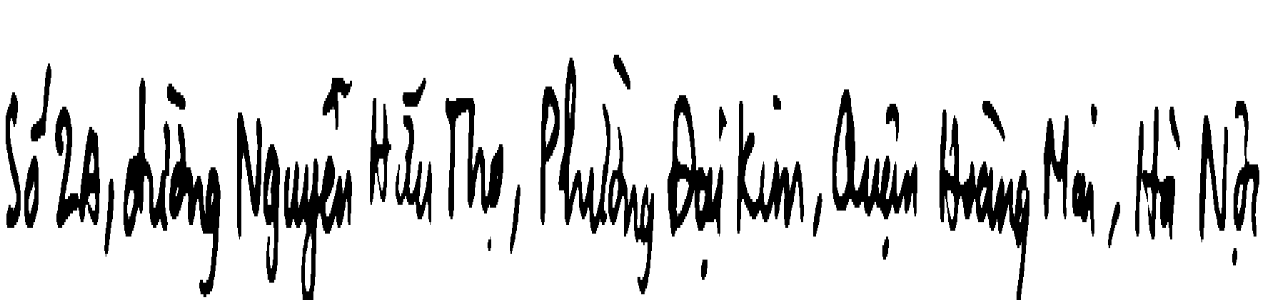 Số 2A, đường Nguyễn Hữu Thọ, Phường Đại Kim, Quận Hoàng Mai, Hà Nội